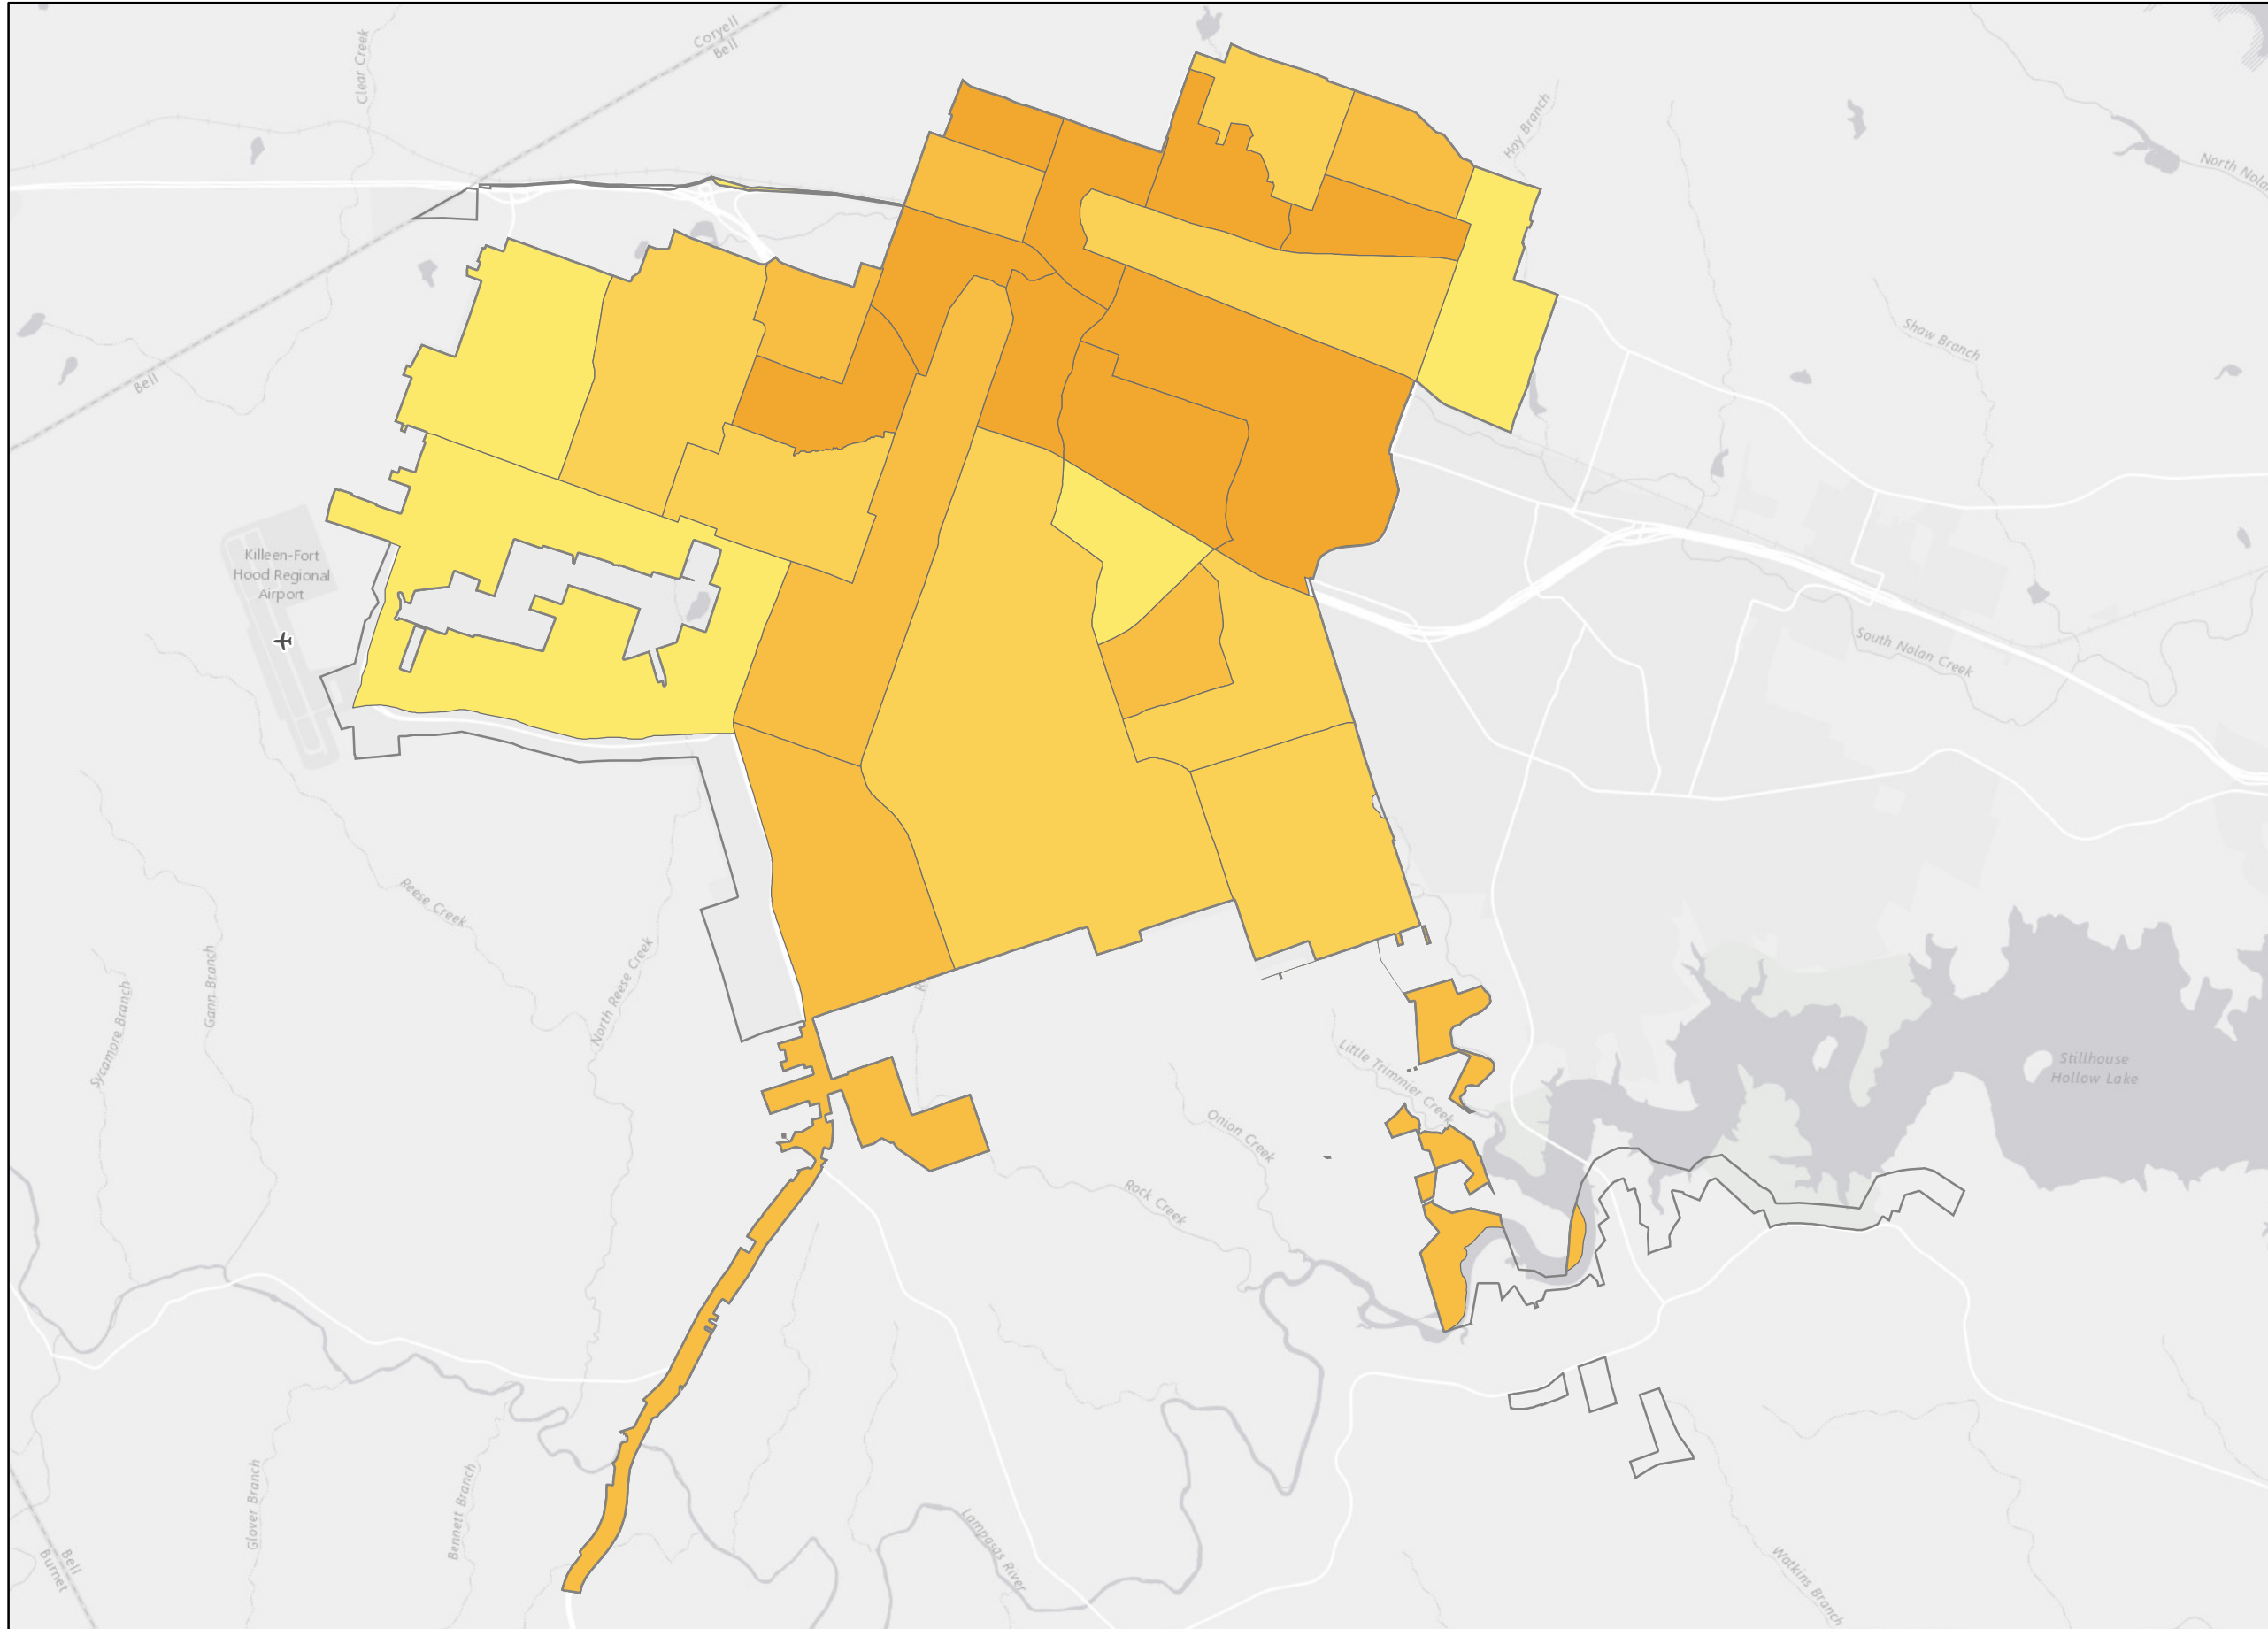 Coryell
Bell
Clear Creek
Hay Branch
North Nola
Shaw Branch
Bell
Killeen-Fort
Hood Regional
Airport
South Nolan Creek
Reese Creek
Gann Branch
North Reese Creek
Sycamore Branch
Stillhouse
Hollow Lake
Little Trimmier Creek
Onion Creek
Rock Creek
Glover Branch
Bennett Branch
Lampasas River
Watkins Branch
Bell
Burnet